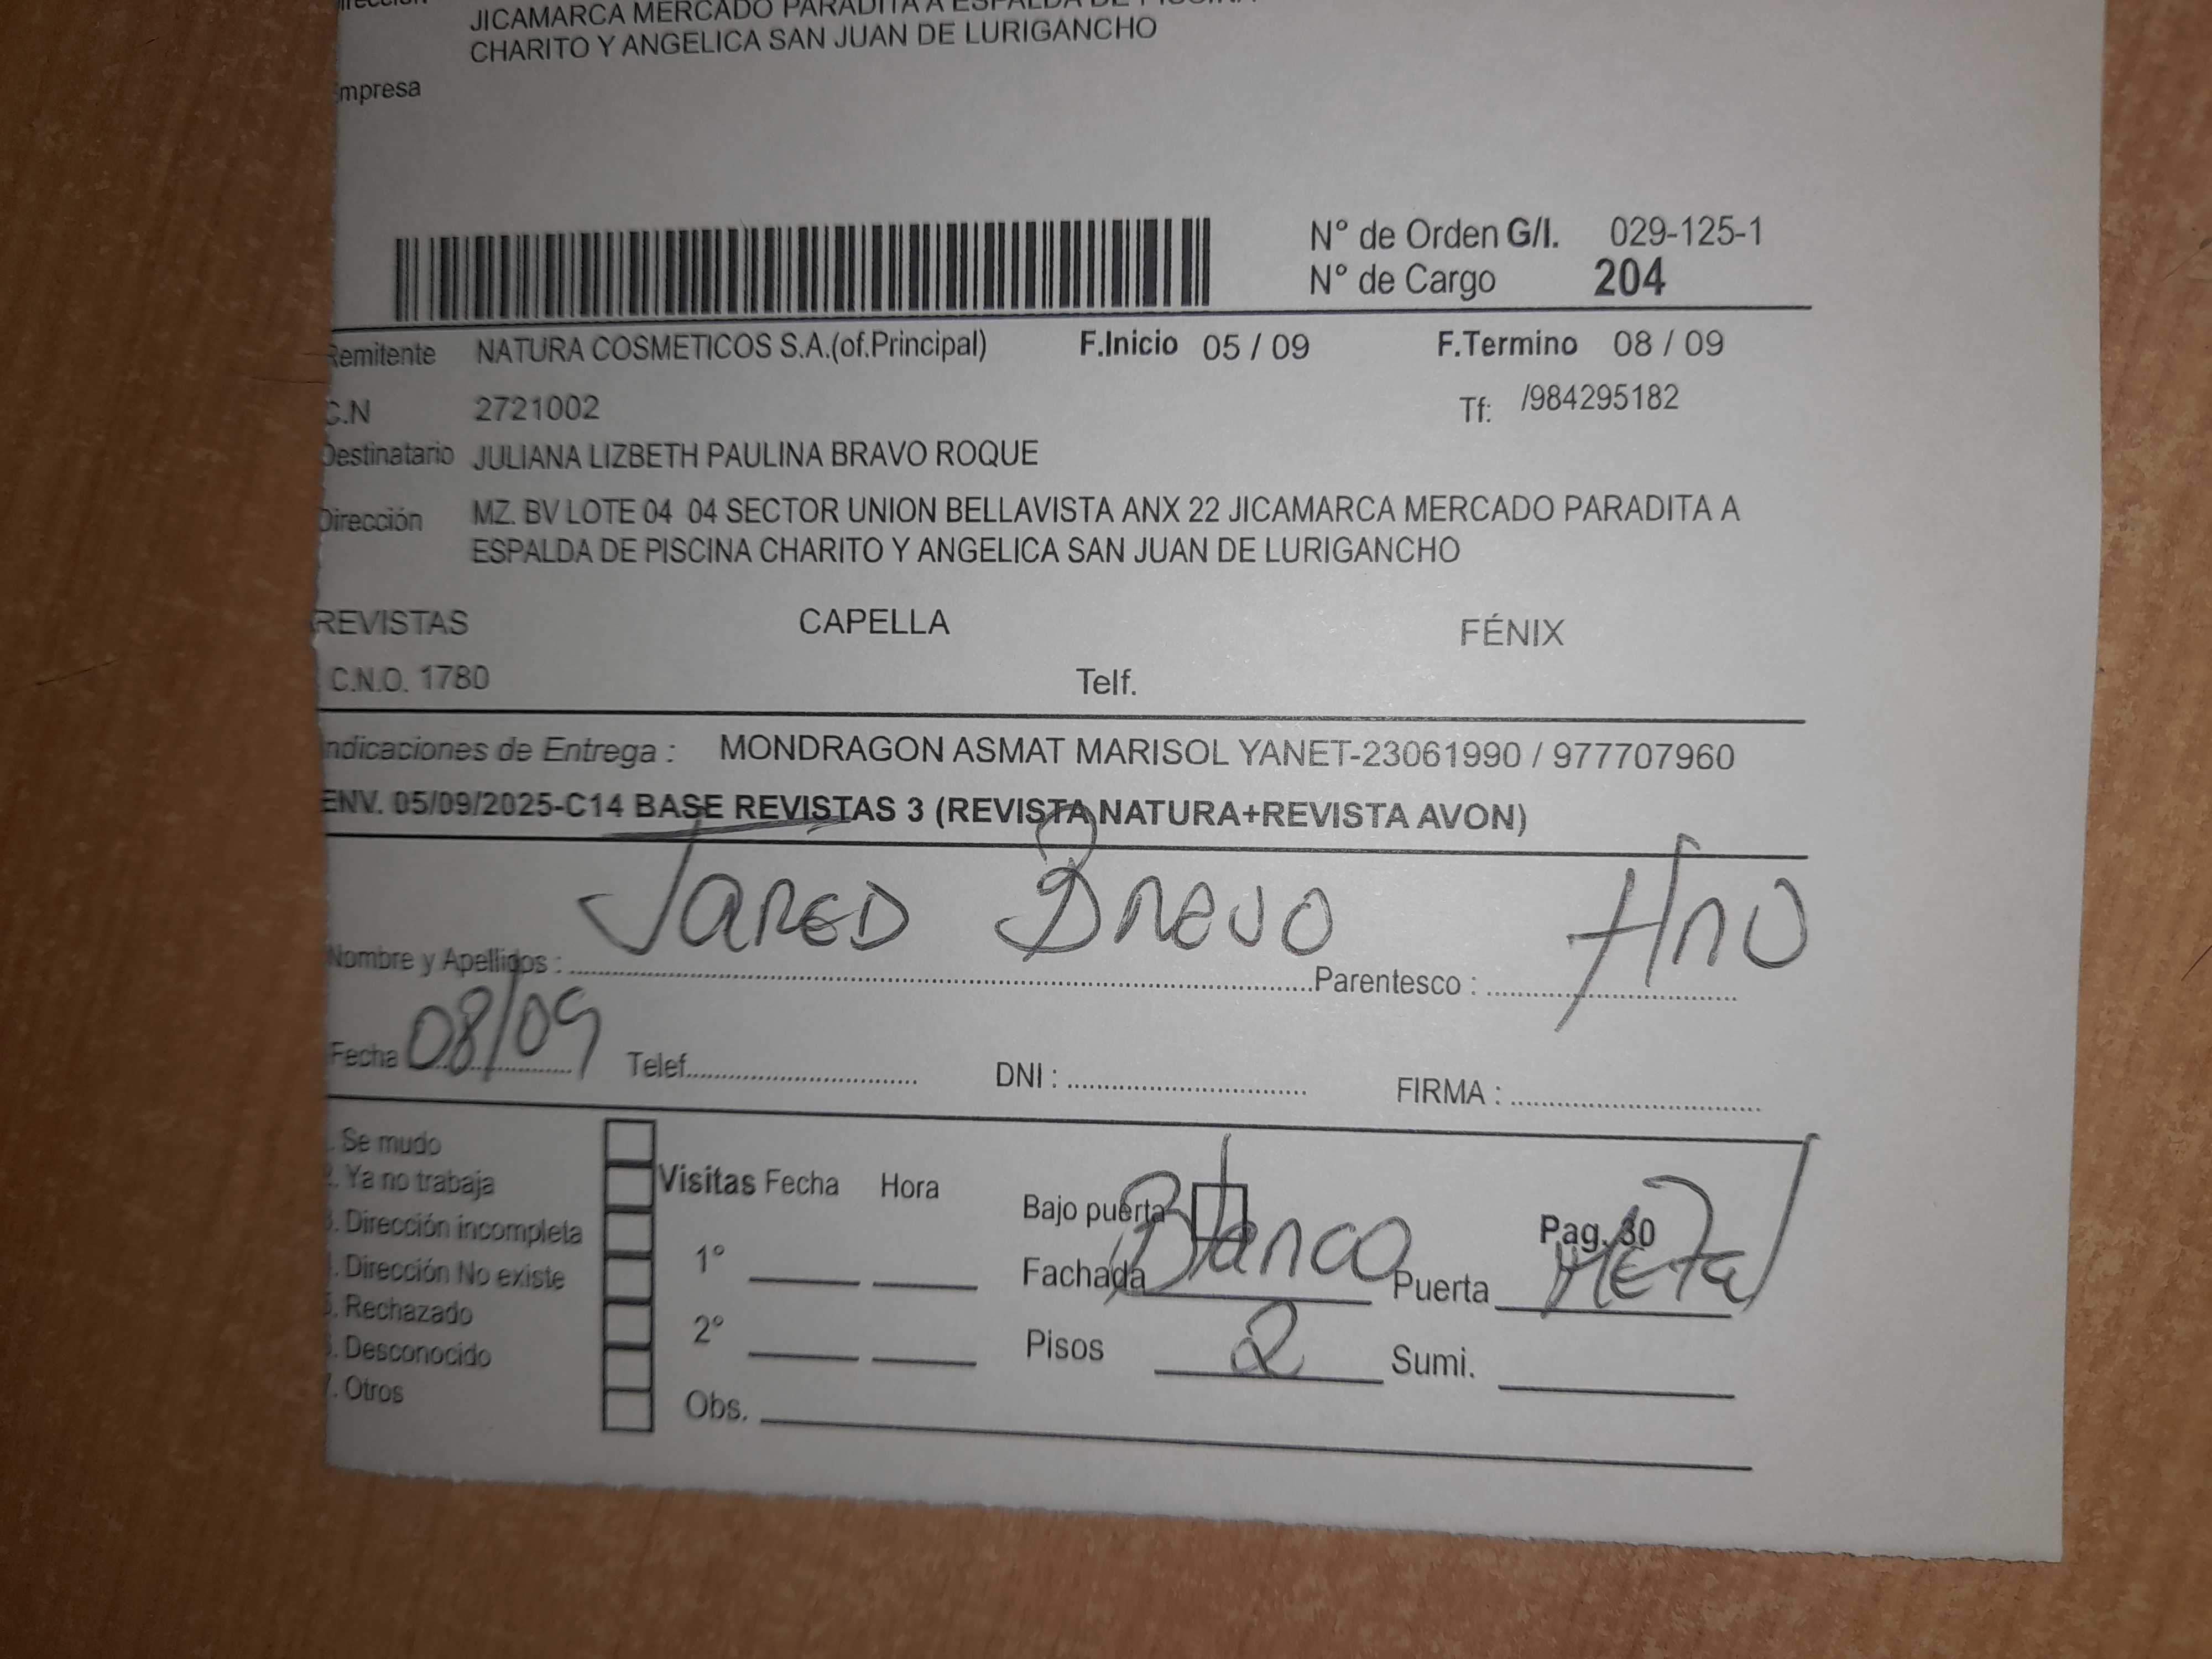 JICAMARCA MERCADO PARADITA A ESPALDA DE PISCINA
CHARITO Y ANGELICA SAN JUAN DE LURIGANCHO
mpresa
N° de Orden G/I. 029-125-1
N° de Cargo 204
Remitente NATURA COSMETICOS S.A.(of.Principal) F.Inicio 05 / 09 F.Termino 08 / 09
C.N 2721002 Tf: /984295182
Destinatario JULIANA LIZBETH PAULINA BRAVO ROQUE
Dirección MZ. BV LOTE 04 04 SECTOR UNION BELLAVISTA ANX 22 JICAMARCA MERCADO PARADITA A
ESPALDA DE PISCINA CHARITO Y ANGELICA SAN JUAN DE LURIGANCHO
REVISTAS CAPELLA FÉNIX
C.N.O. 1780 Telf.
Indicaciones de Entrega : MONDRAGON ASMAT MARISOL YANET-23061990 / 977707960
ENV. 05/09/2025-C14 BASE REVISTAS 3 (REVISTA NATURA+REVISTA AVON)
Nombre y Apellidos : JARED Bravo Parentesco : Hno
Fecha 08/09 Telef. DNI : FIRMA :
. Se mudo
2. Ya no trabaja Visitas Fecha Hora
3. Dirección incompleta Bajo puerta Pag. 30
. Dirección No existe 1° Fachada Blanco Puerta Metal
5. Rechazado
6. Desconocido 2° Pisos 2 Sumi.
7. Otros Obs.